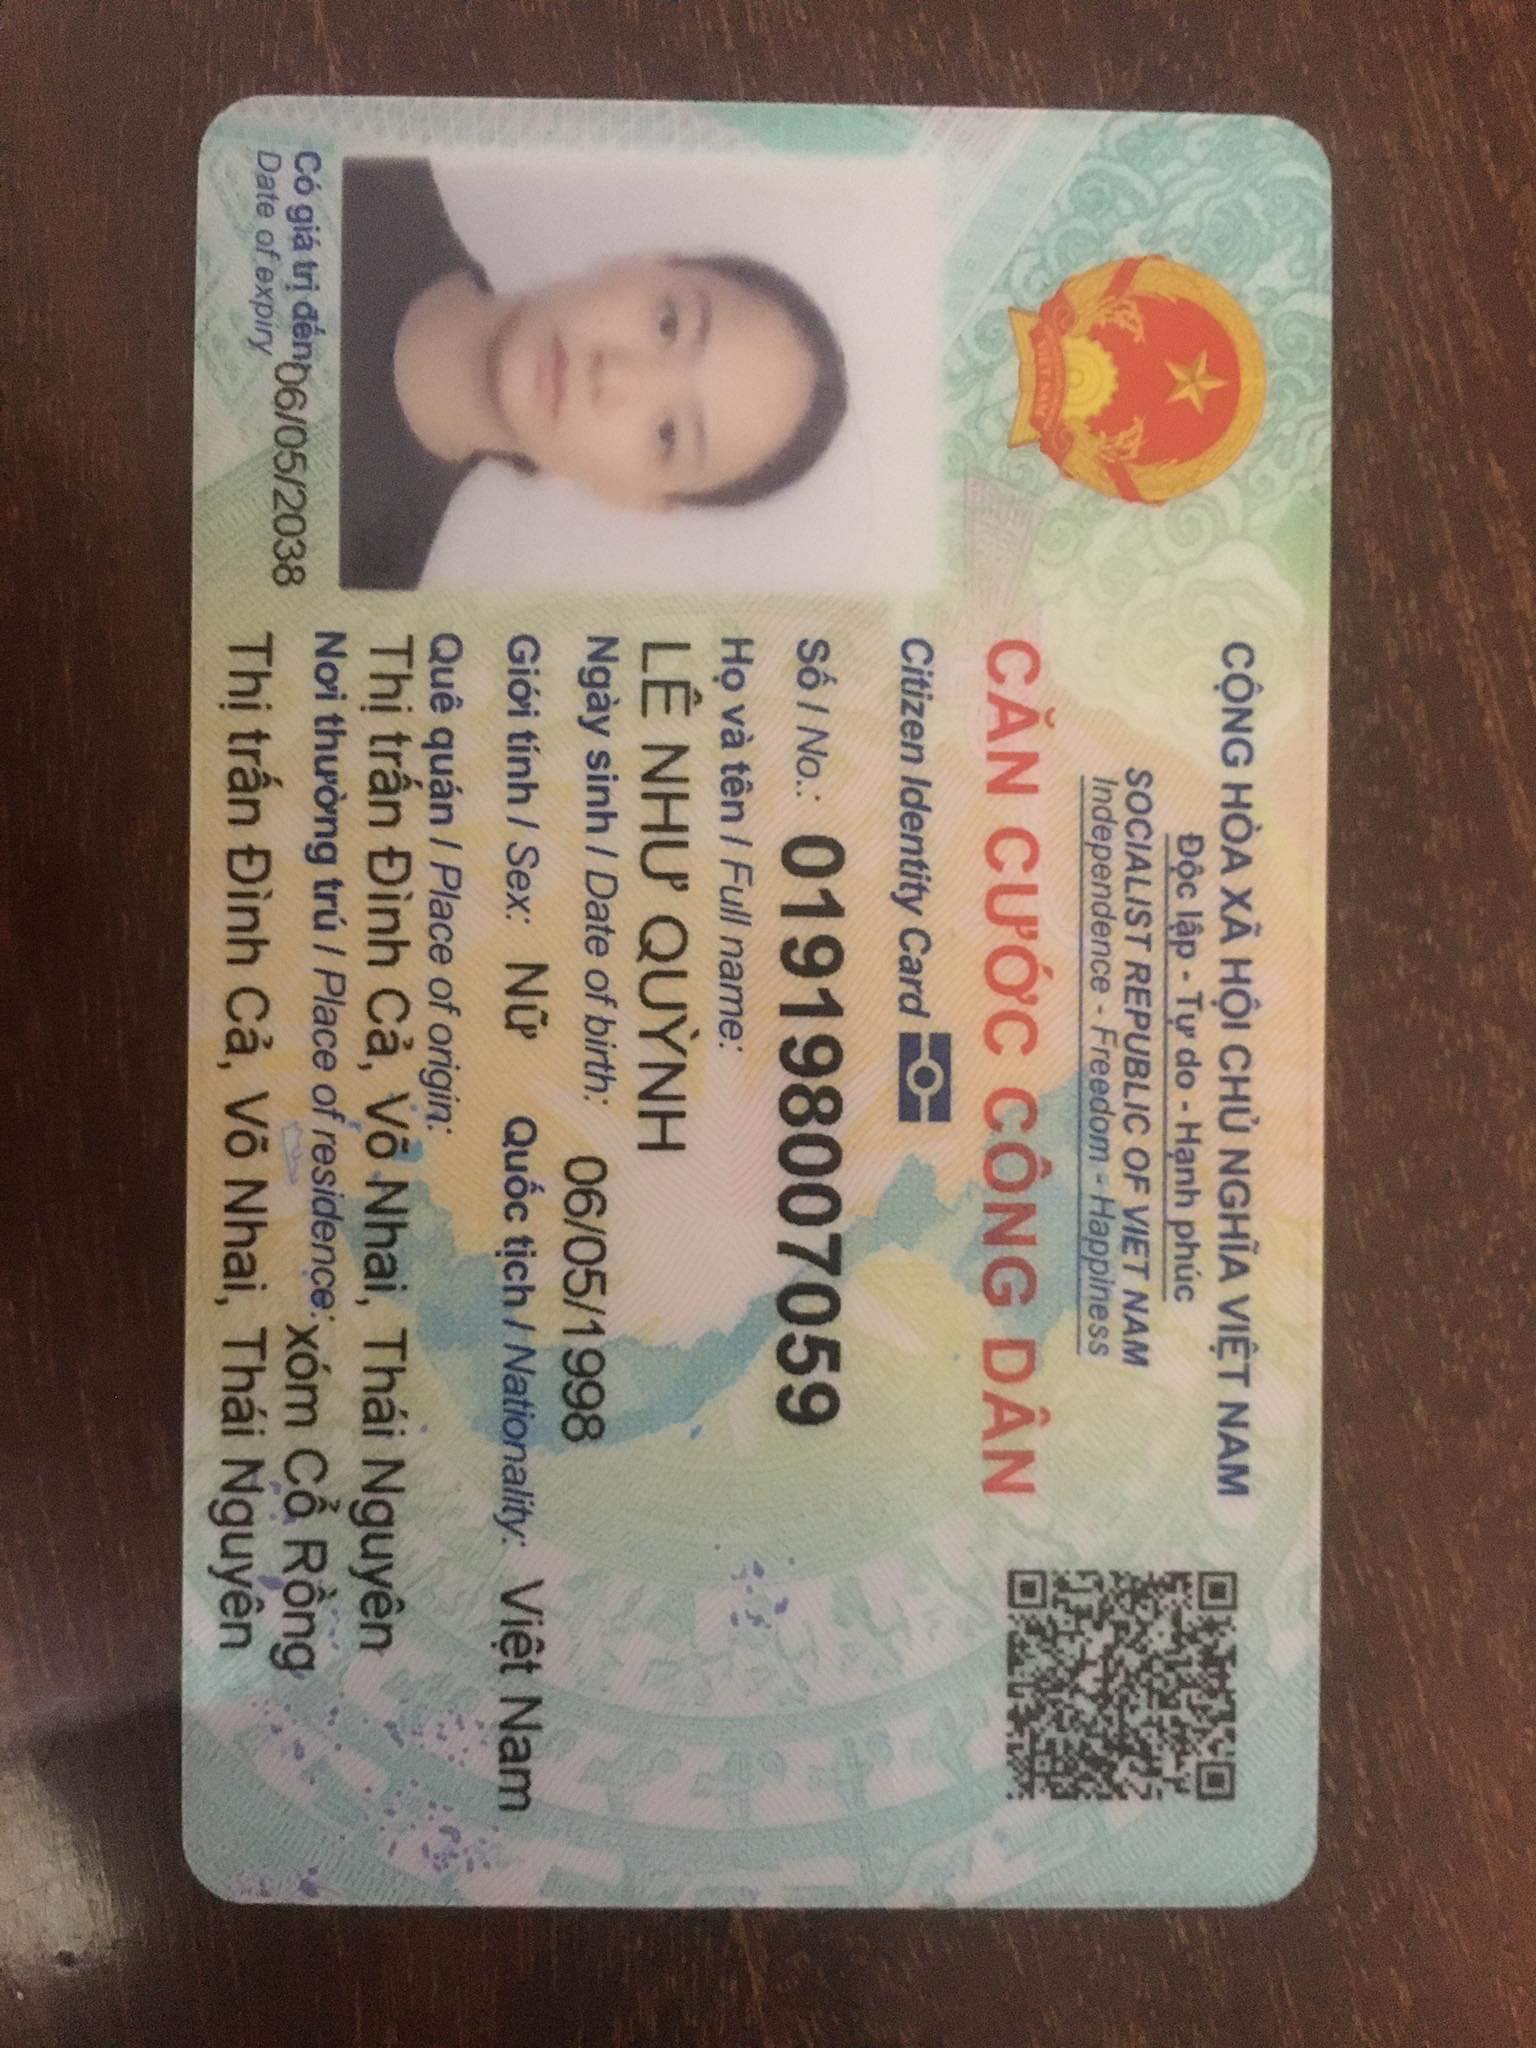 CỘNG HÒA XÃ HỘI CHỦ NGHĨA VIỆT NAM
Độc lập - Tự do - Hạnh phúc
SOCIALIST REPUBLIC OF VIET NAM
Independence - Freedom - Happiness
CĂN CƯỚC CÔNG DÂN
Citizen Identity Card
Số / No.: 019198007059
Họ và tên / Full name:
LÊ NHƯ QUỲNH
Ngày sinh / Date of birth: 06/05/1998
Giới tính / Sex: Nữ Quốc tịch / Nationality: Việt Nam
Quê quán / Place of origin:
Thị trấn Đình Cả, Võ Nhai, Thái Nguyên
Nơi thường trú / Place of residence: xóm Cổ Rồng
Thị trấn Đình Cả, Võ Nhai, Thái Nguyên
Có giá trị đến 06/05/2038
Date of expiry
VIỆT NAM